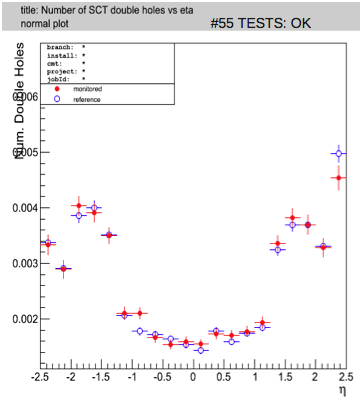 title: Number of SCT double holes vs eta
normal plot
#55 TESTS: OK
Num. Double Holes
branch: *
install: *
cmt: *
project: *
jobId: *
monitored
reference
0.006
0.005
0.004
0.003
0.002
-2.5 -2 -1.5 -1 -0.5 0 0.5 1 1.5 2 2.5
η